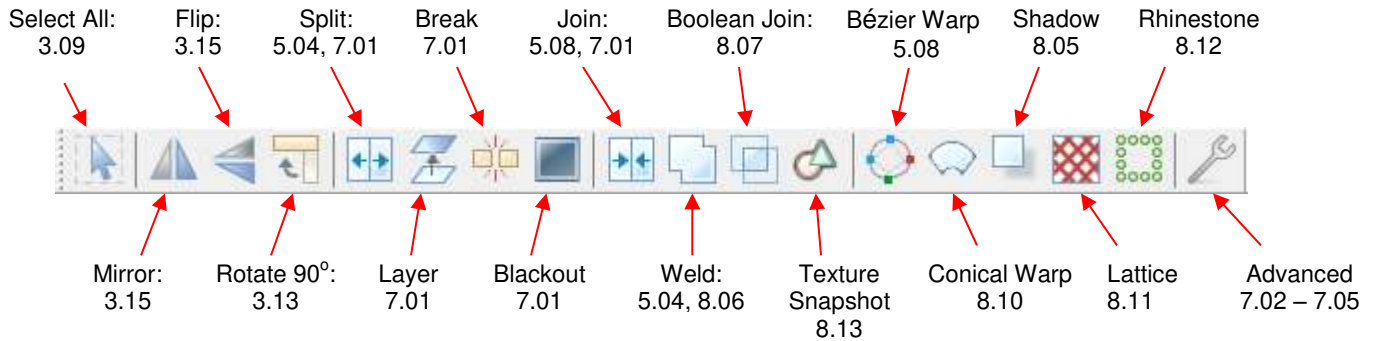 Select All:
3.09
Flip:
3.15
Split:
5.04, 7.01
Break
7.01
Join:
5.08, 7.01
Boolean Join:
8.07
Bézier Warp
5.08
Shadow
8.05
Rhinestone
8.12
Mirror:
3.15
Rotate 90°:
3.13
Layer
7.01
Blackout
7.01
Weld:
5.04, 8.06
Texture
Snapshot
8.13
Conical Warp
8.10
Lattice
8.11
Advanced
7.02 – 7.05